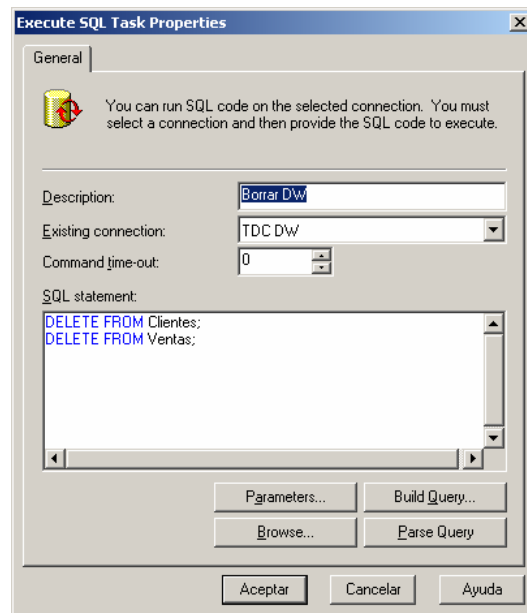 Execute SQL Task Properties
General
You can run SQL code on the selected connection. You must
select a connection and then provide the SQL code to execute.
Description:
Borrar DW
Existing connection:
TDC DW
Command time-out:
0
SQL statement:
DELETE FROM Clientes;
DELETE FROM Ventas;
Parameters...
Build Query...
Browse...
Parse Query
Aceptar
Cancelar
Ayuda